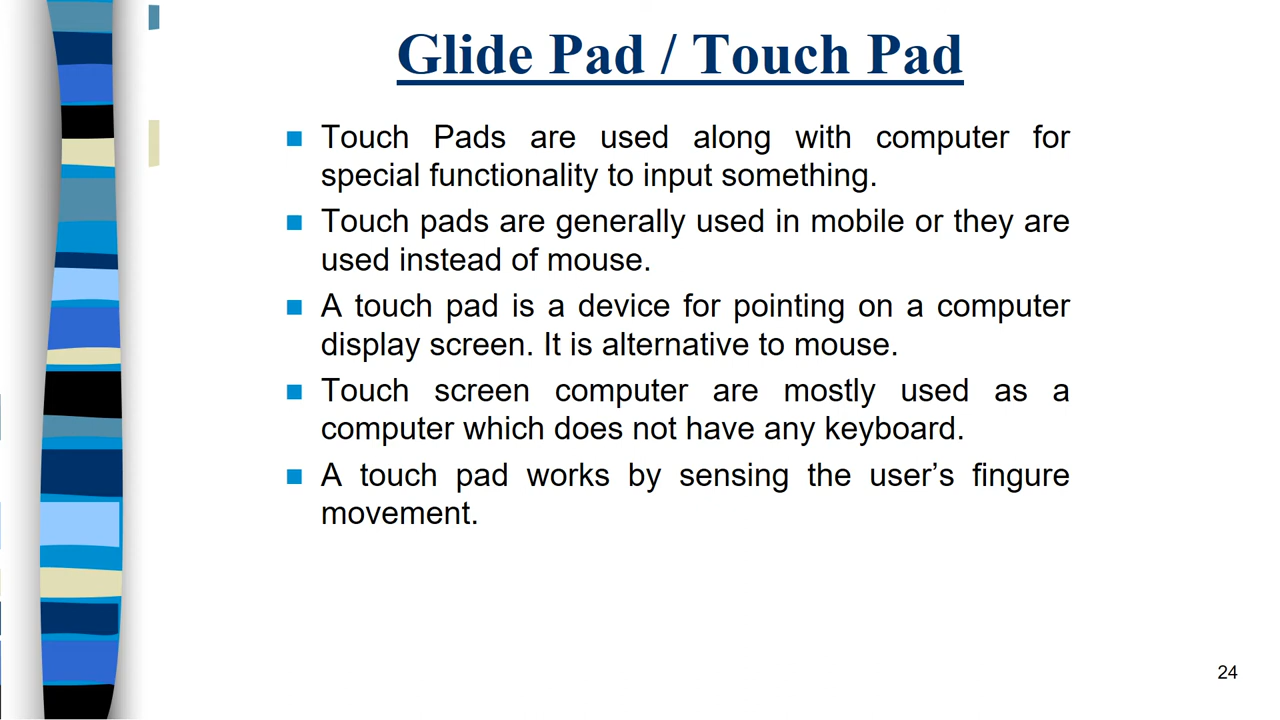 Glide Pad / Touch Pad
Touch Pads are used along with computer for
special functionality to input something.
Touch pads are generally used in mobile or they are
used instead of mouse.
A touch pad is a device for pointing on a computer
display screen. It is alternative to mouse.
Touch screen computer are mostly used as a
computer which does not have any keyboard.
A touch pad works by sensing the user’s fingure
movement.
24